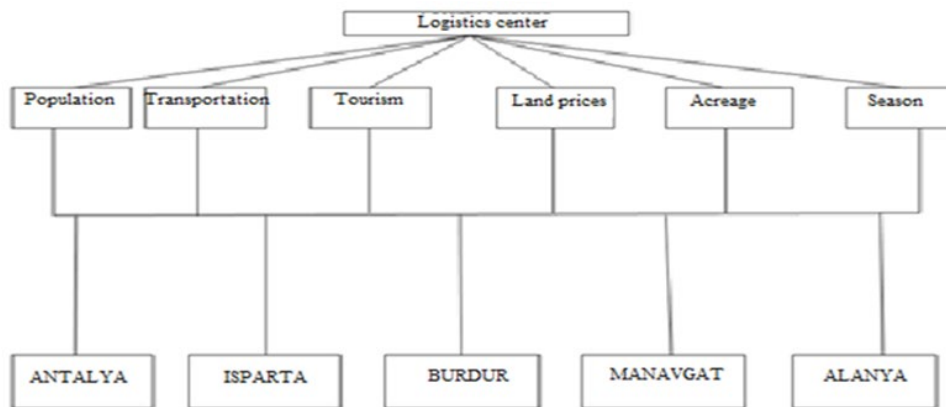 Logistics center
Population Transportation Tourism Land prices Acreage Season
ANTALYA ISPARTA BURDUR MANAVGAT ALANYA